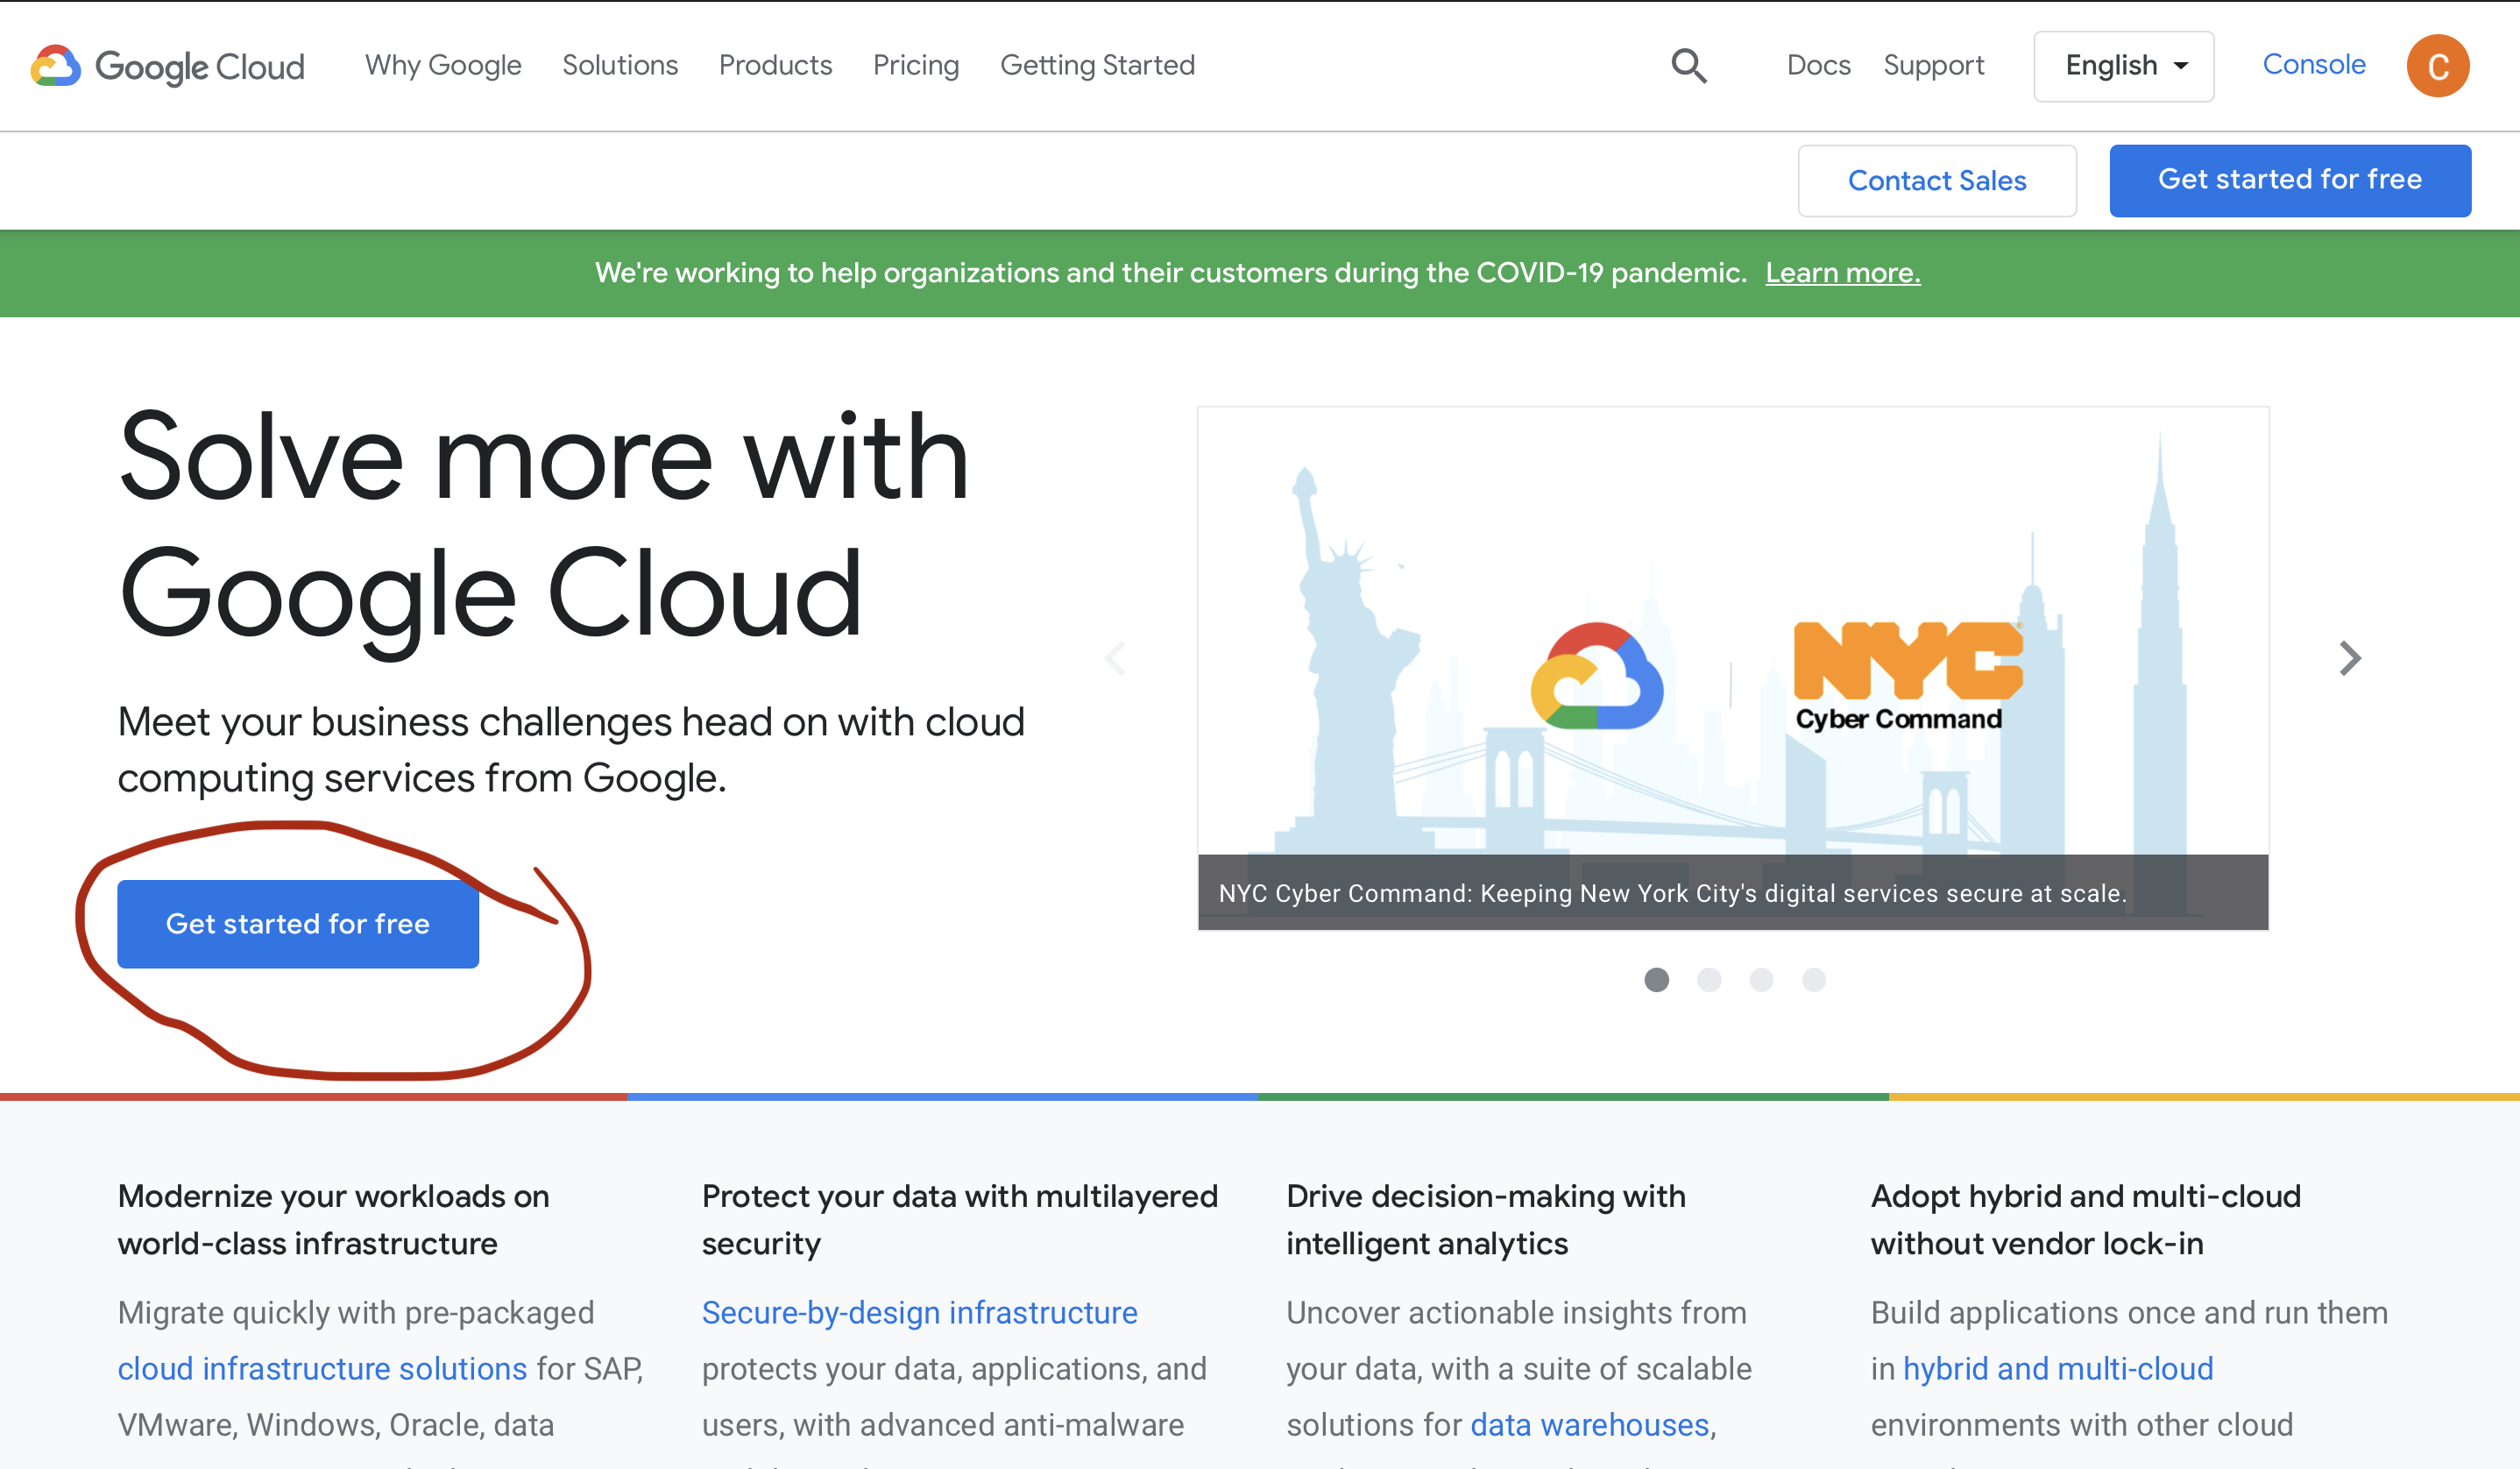 Google Cloud
Why Google
Solutions
Products
Pricing
Getting Started
Docs
Support
English
Console
C
Contact Sales
Get started for free
We're working to help organizations and their customers during the COVID-19 pandemic. Learn more.
Solve more with
Google Cloud
Meet your business challenges head on with cloud
computing services from Google.
Get started for free
NYC
Cyber Command
NYC Cyber Command: Keeping New York City's digital services secure at scale.
Modernize your workloads on
world-class infrastructure
Migrate quickly with pre-packaged
cloud infrastructure solutions for SAP,
VMware, Windows, Oracle, data
Protect your data with multilayered
security
Secure-by-design infrastructure
protects your data, applications, and
users, with advanced anti-malware
Drive decision-making with
intelligent analytics
Uncover actionable insights from
your data, with a suite of scalable
solutions for data warehouses,
Adopt hybrid and multi-cloud
without vendor lock-in
Build applications once and run them
in hybrid and multi-cloud
environments with other cloud